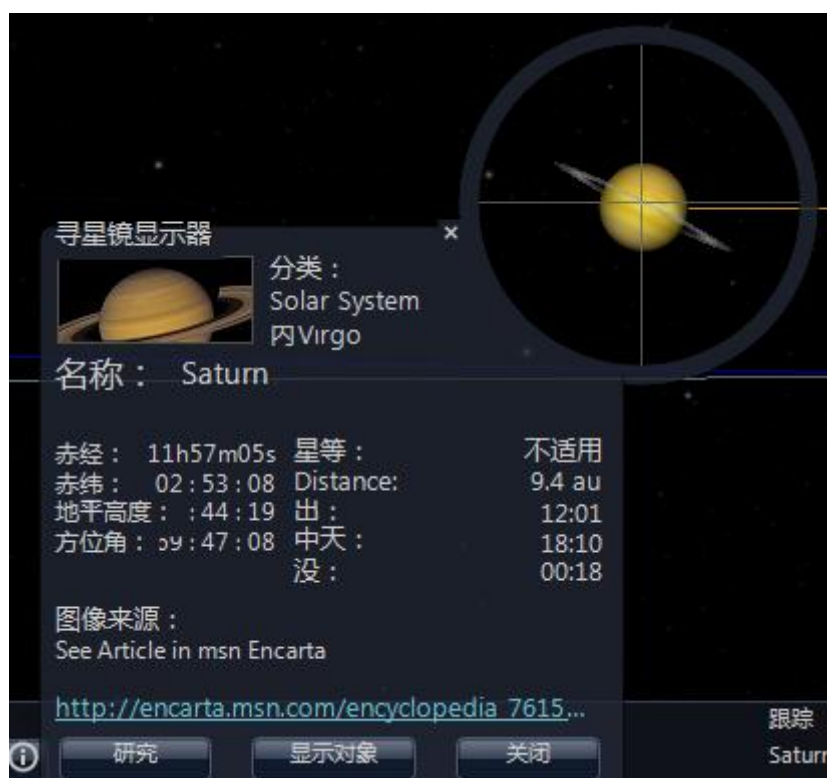 寻星镜显示器
×
分类：
Solar System
内Virgo
名称： Saturn
赤经： 11h57m05s 星等： 不适用
赤纬： 02 : 53 : 08 Distance: 9.4 au
地平高度： : 44 : 19 出： 12:01
方位角： : 47 : 08 中天： 18:10
没： 00:18
图像来源：
See Article in msn Encarta
http://encarta.msn.com/encyclopedia_7615...
研究 显示对象 关闭
跟踪
Saturn